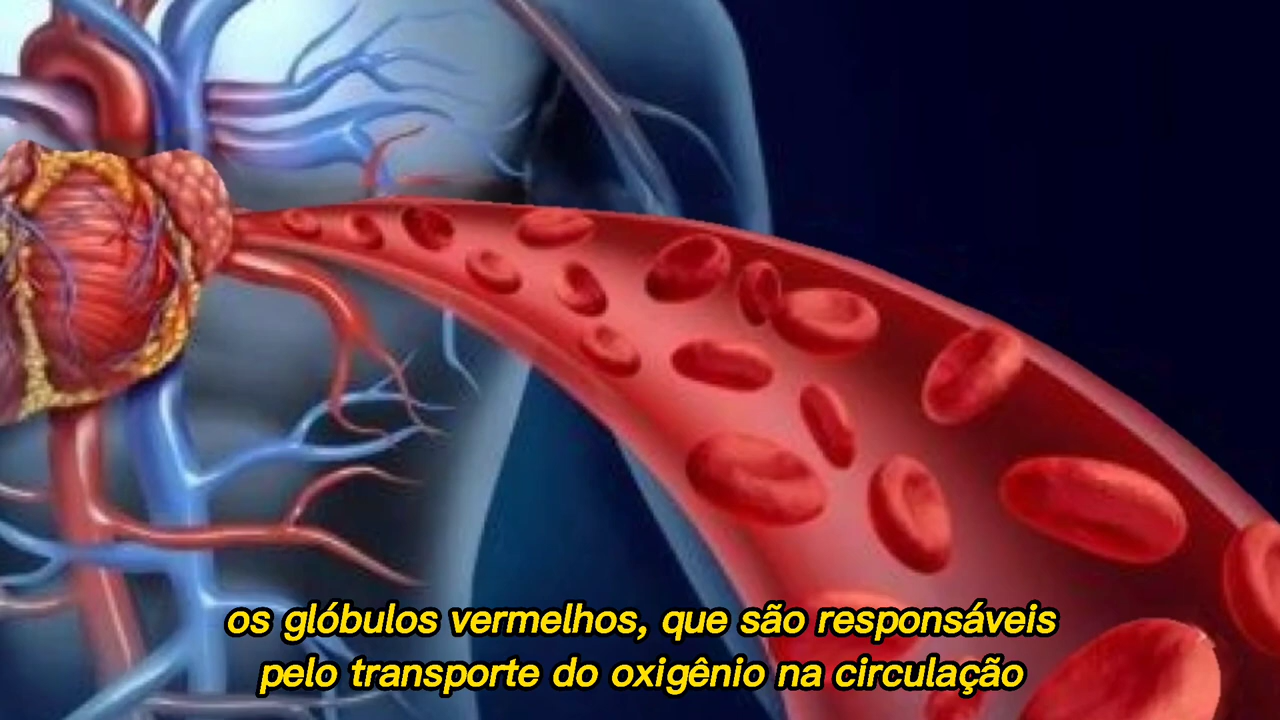 os glóbulos vermelhos, que são responsáveis
pelo transporte do oxigênio na circulação